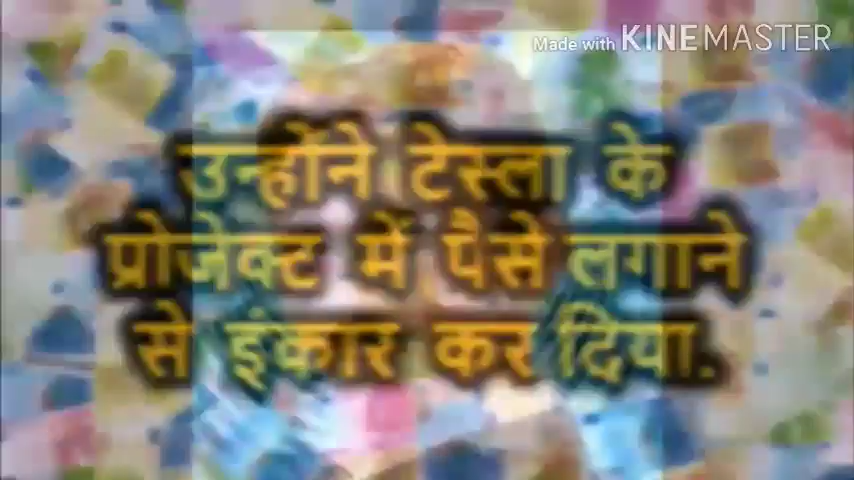 Made with KINEMASTER
उन्होंने टेस्ला के
प्रोजेक्ट में पैसे लगाने
से इंकार कर दिया.